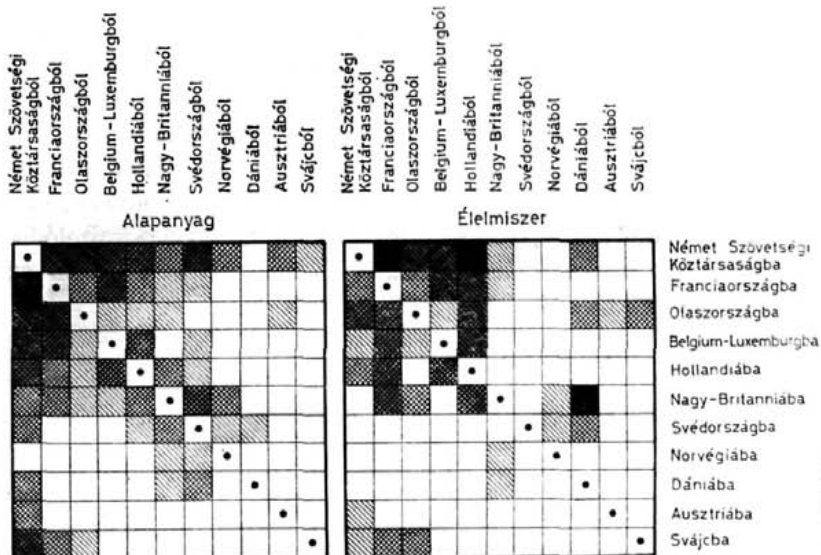 Német Szövetségi
Köztársaságból
Franciaországból
Olaszországból
Belgium-Luxemburgból
Hollandiából
Nagy-Britanniából
Svédországból
Norvégiából
Dániából
Ausztriából
Svájcból
Német Szövetségi
Köztársaságból
Franciaországból
Olaszországból
Belgium-Luxemburgból
Hollandiából
Nagy-Britanniából
Svédországból
Norvégiából
Dániából
Ausztriából
Svájcból
Alapanyag
Élelmiszer
Német Szövetségi
Köztársaságba
Franciaországba
Olaszországba
Belgium-Luxemburgba
Hollandiába
Nagy-Britanniába
Svédországba
Norvégiába
Dániába
Ausztriába
Svájcba